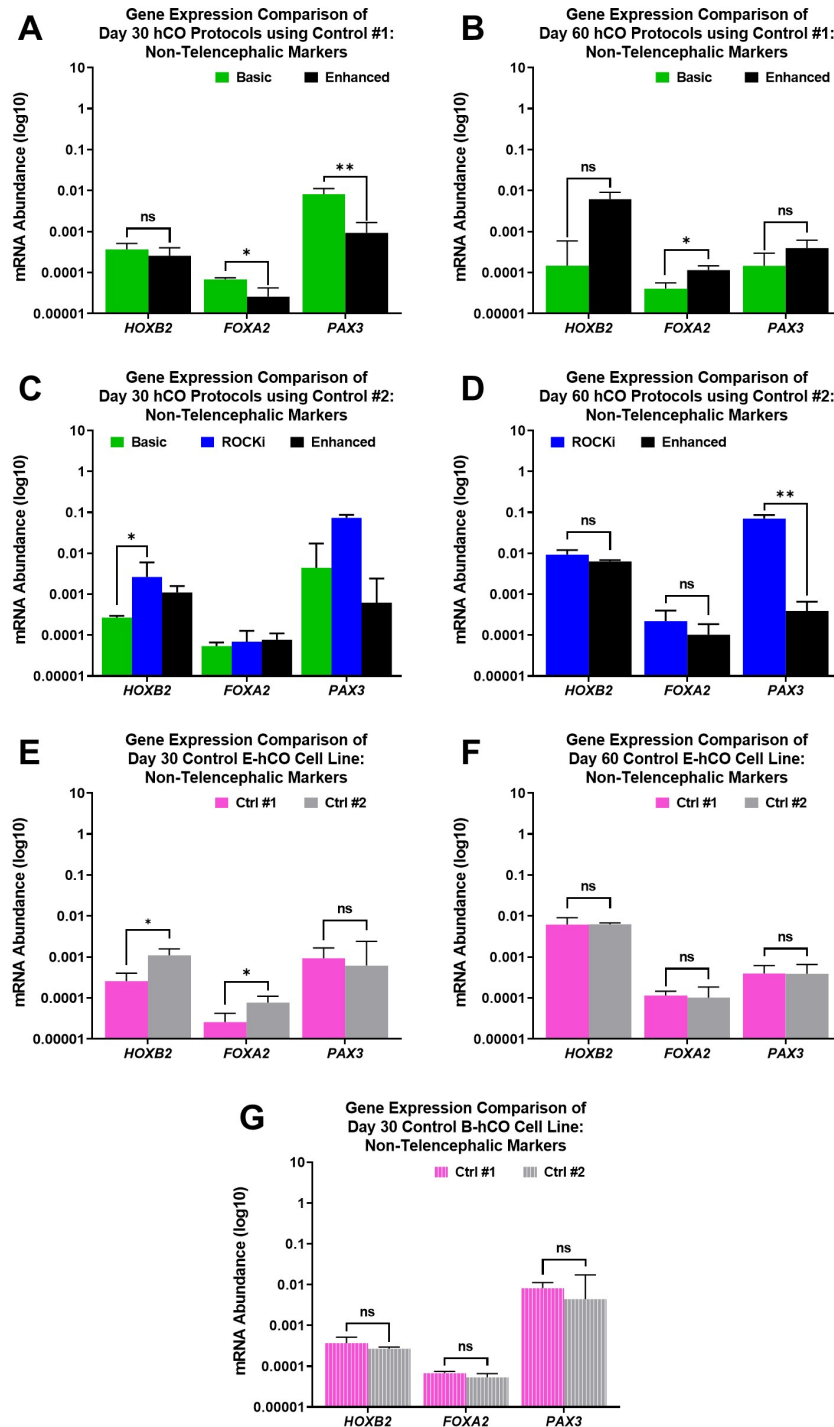 A
Gene Expression Comparison of
Day 30 hCO Protocols using Control #1:
Non-Telencephalic Markers
Basic Enhanced
mRNA Abundance (log10)
10
1
0.1
0.01
0.001
0.0001
0.00001
ns
*
**
HOXB2 FOXA2 PAX3
B
Gene Expression Comparison of
Day 60 hCO Protocols using Control #1:
Non-Telencephalic Markers
Basic Enhanced
mRNA Abundance (log10)
10
1
0.1
0.01
0.001
0.0001
0.00001
ns
*
ns
HOXB2 FOXA2 PAX3
C
Gene Expression Comparison of
Day 30 hCO Protocols using Control #2:
Non-Telencephalic Markers
Basic ROCKi Enhanced
mRNA Abundance (log10)
10
1
0.1
0.01
0.001
0.0001
0.00001
*
HOXB2 FOXA2 PAX3
D
Gene Expression Comparison of
Day 60 hCO Protocols using Control #2:
Non-Telencephalic Markers
ROCKi Enhanced
mRNA Abundance (log10)
10
1
0.1
0.01
0.001
0.0001
0.00001
ns
ns
**
HOXB2 FOXA2 PAX3
E
Gene Expression Comparison of
Day 30 Control E-hCO Cell Line:
Non-Telencephalic Markers
Ctrl #1 Ctrl #2
mRNA Abundance (log10)
10
1
0.1
0.01
0.001
0.0001
0.00001
*
*
ns
HOXB2 FOXA2 PAX3
F
Gene Expression Comparison of
Day 60 Control E-hCO Cell Line:
Non-Telencephalic Markers
Ctrl #1 Ctrl #2
mRNA Abundance (log10)
10
1
0.1
0.01
0.001
0.0001
0.00001
ns
ns
ns
HOXB2 FOXA2 PAX3
G
Gene Expression Comparison of
Day 30 Control B-hCO Cell Line:
Non-Telencephalic Markers
Ctrl #1 Ctrl #2
mRNA Abundance (log10)
10
1
0.1
0.01
0.001
0.0001
0.00001
ns
ns
ns
HOXB2 FOXA2 PAX3